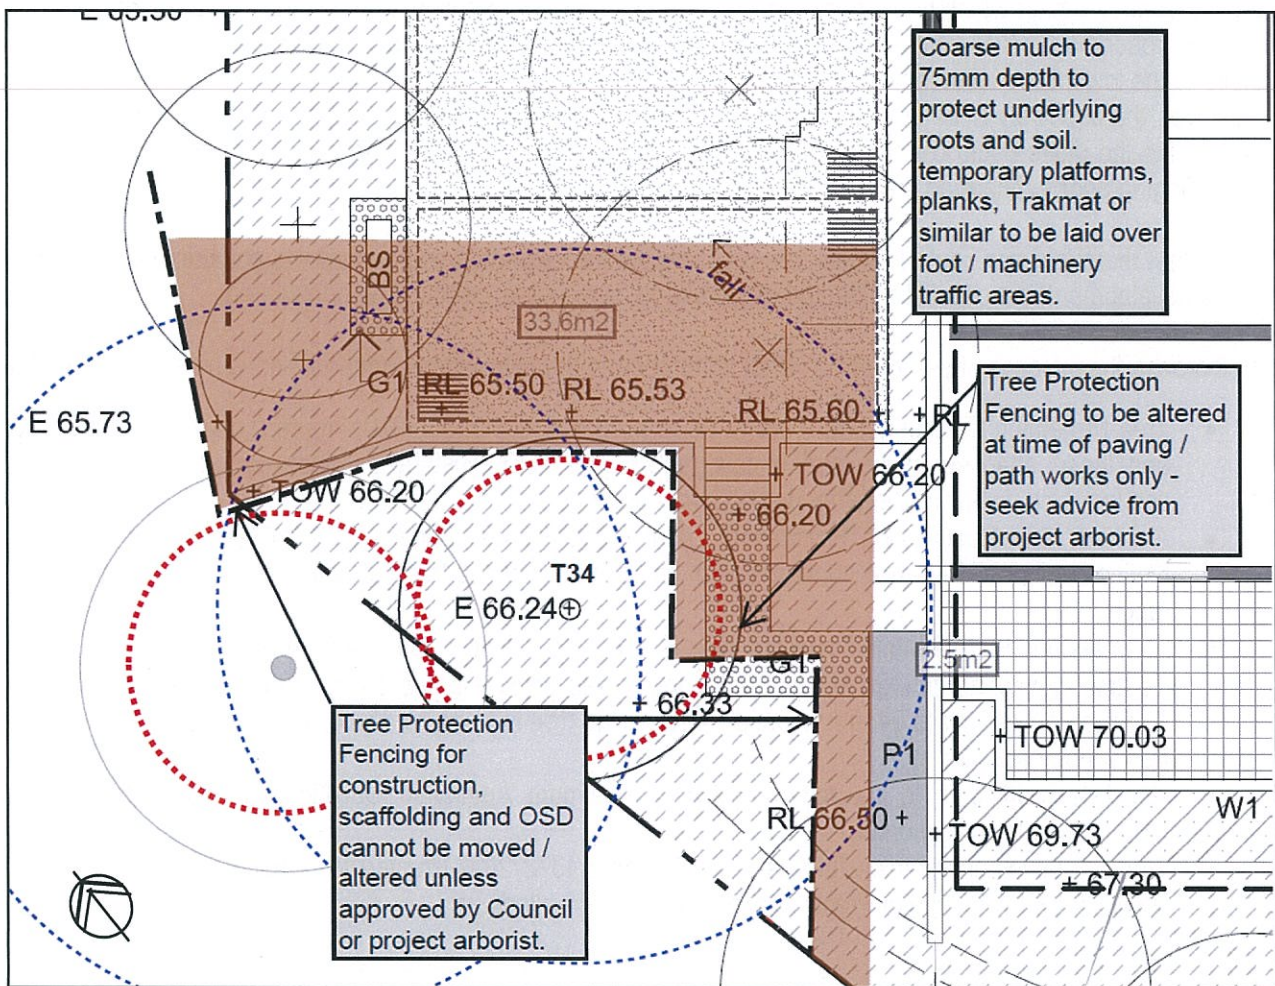 Coarse mulch to
75mm depth to
protect underlying
roots and soil.
temporary platforms,
planks, Trakmat or
similar to be laid over
foot / machinery
traffic areas.
BS
fall
33.6m2
G1
RL 65.50
RL 65.53
RL 65.60
E 65.73
Tree Protection
Fencing to be altered
at time of paving /
path works only -
seek advice from
project arborist.
TOW 66.20
TOW 66.20
66.20
T34
E 66.24
G1
2.5m2
66.33
Tree Protection
Fencing for
construction,
scaffolding and OSD
cannot be moved /
altered unless
approved by Council
or project arborist.
P1
TOW 70.03
RL 66.50
TOW 69.73
W1
67.30